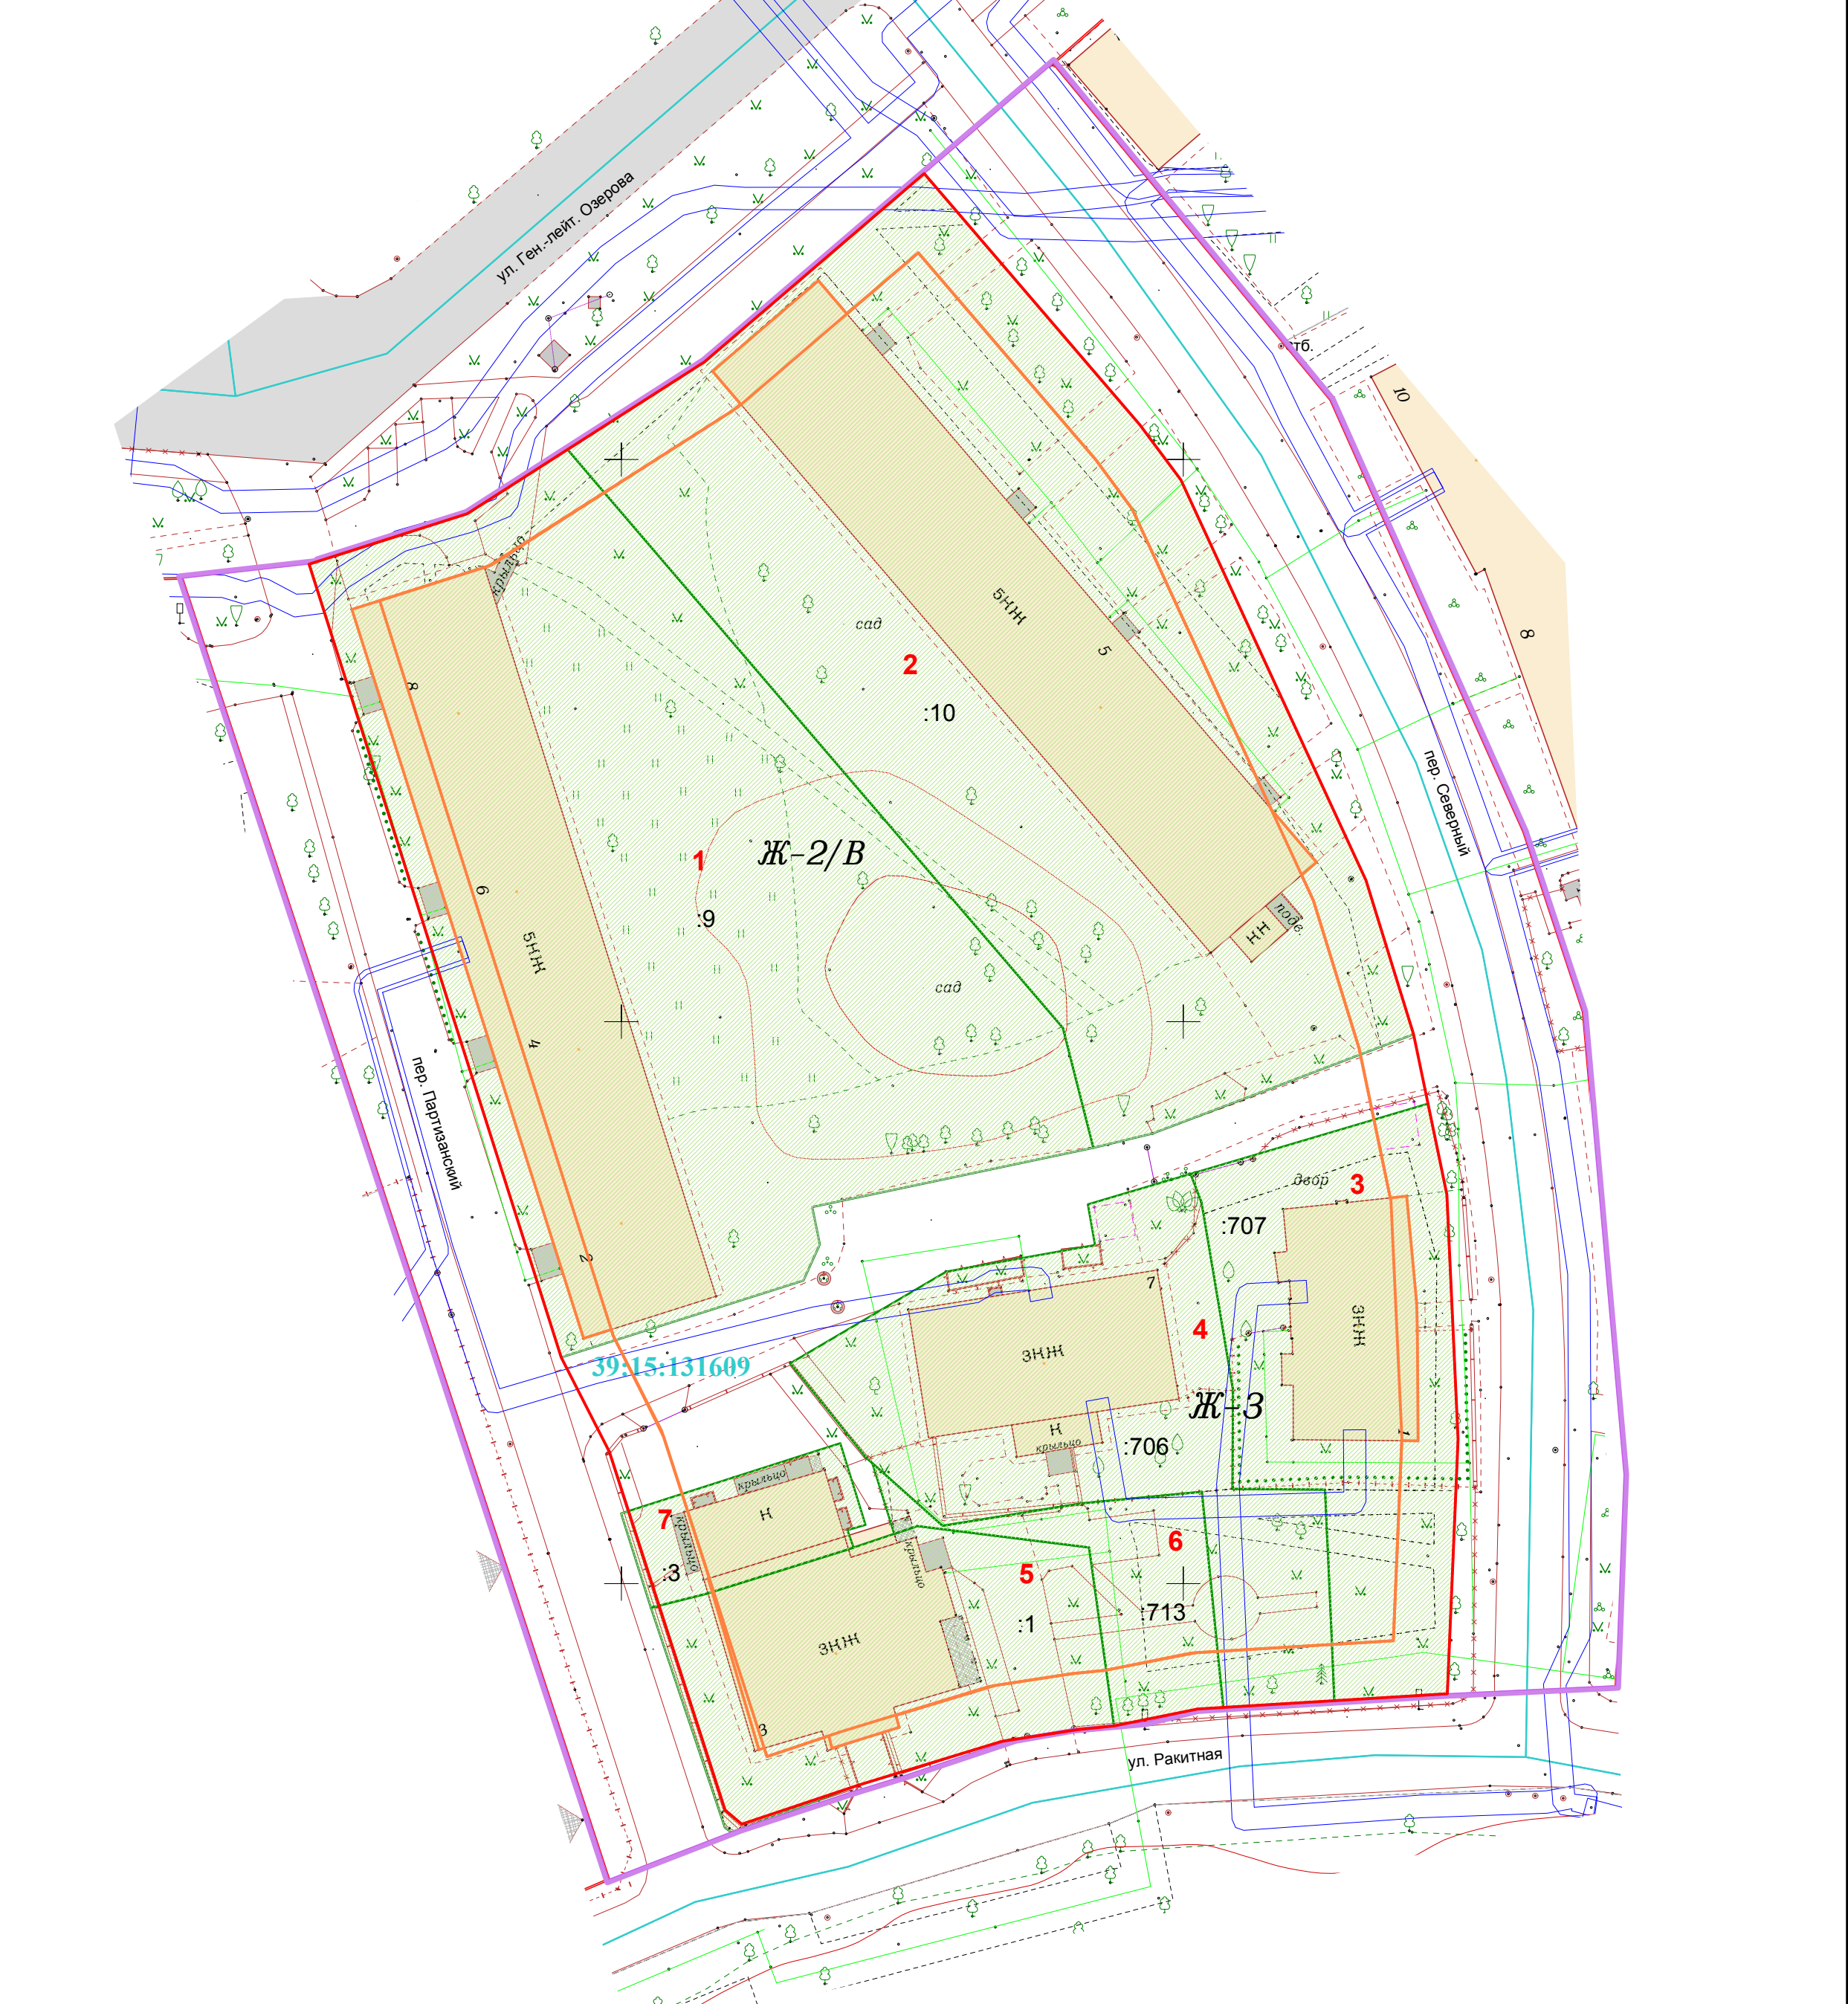 ул. Ген.-лейт. Озерова
стб.
10
8
крыльцо
сад
5НЖ
5
2
:10
8
пер. Северный
1
Ж-2/В
:9
6
5НЖ
подв.
НН
сад
4
пер. Партизанский
двор
3
:707
2
7
4
3НЖ
3НЖ
39:15:131609
Ж-3
1
Н
крыльцо
:706
крыльцо
7
Н
крыльцо
6
крыльцо
:3
5
:713
:1
3НЖ
3
ул. Ракитная